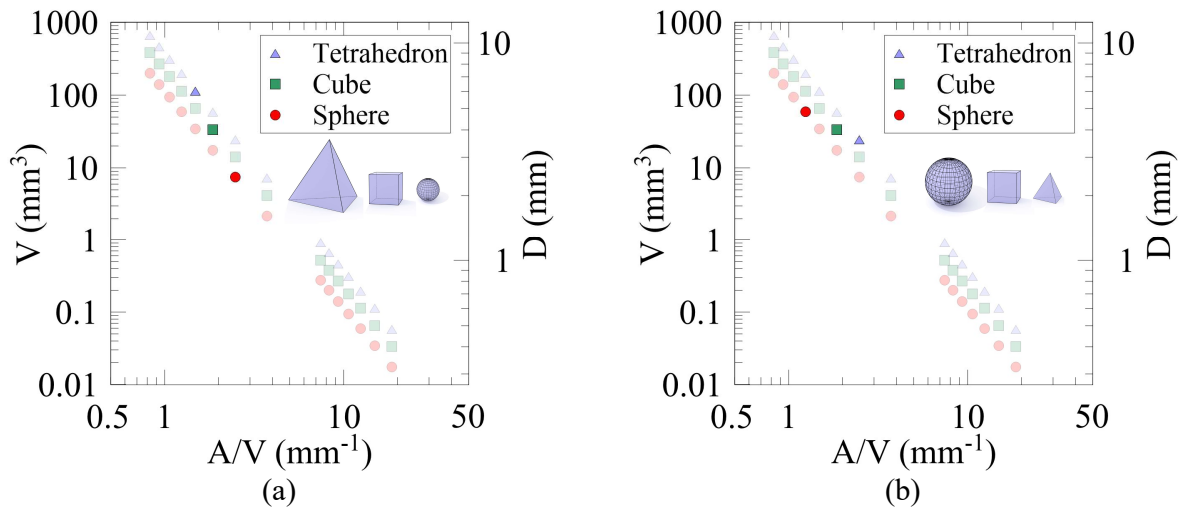 1000
100
10
1
0.1
0.01
V (mm³)
Tetrahedron
Cube
Sphere
10
1
D (mm)
0.5
1
10
50
A/V (mm⁻¹)
(a)
1000
100
10
1
0.1
0.01
V (mm³)
Tetrahedron
Cube
Sphere
10
1
D (mm)
0.5
1
10
50
A/V (mm⁻¹)
(b)